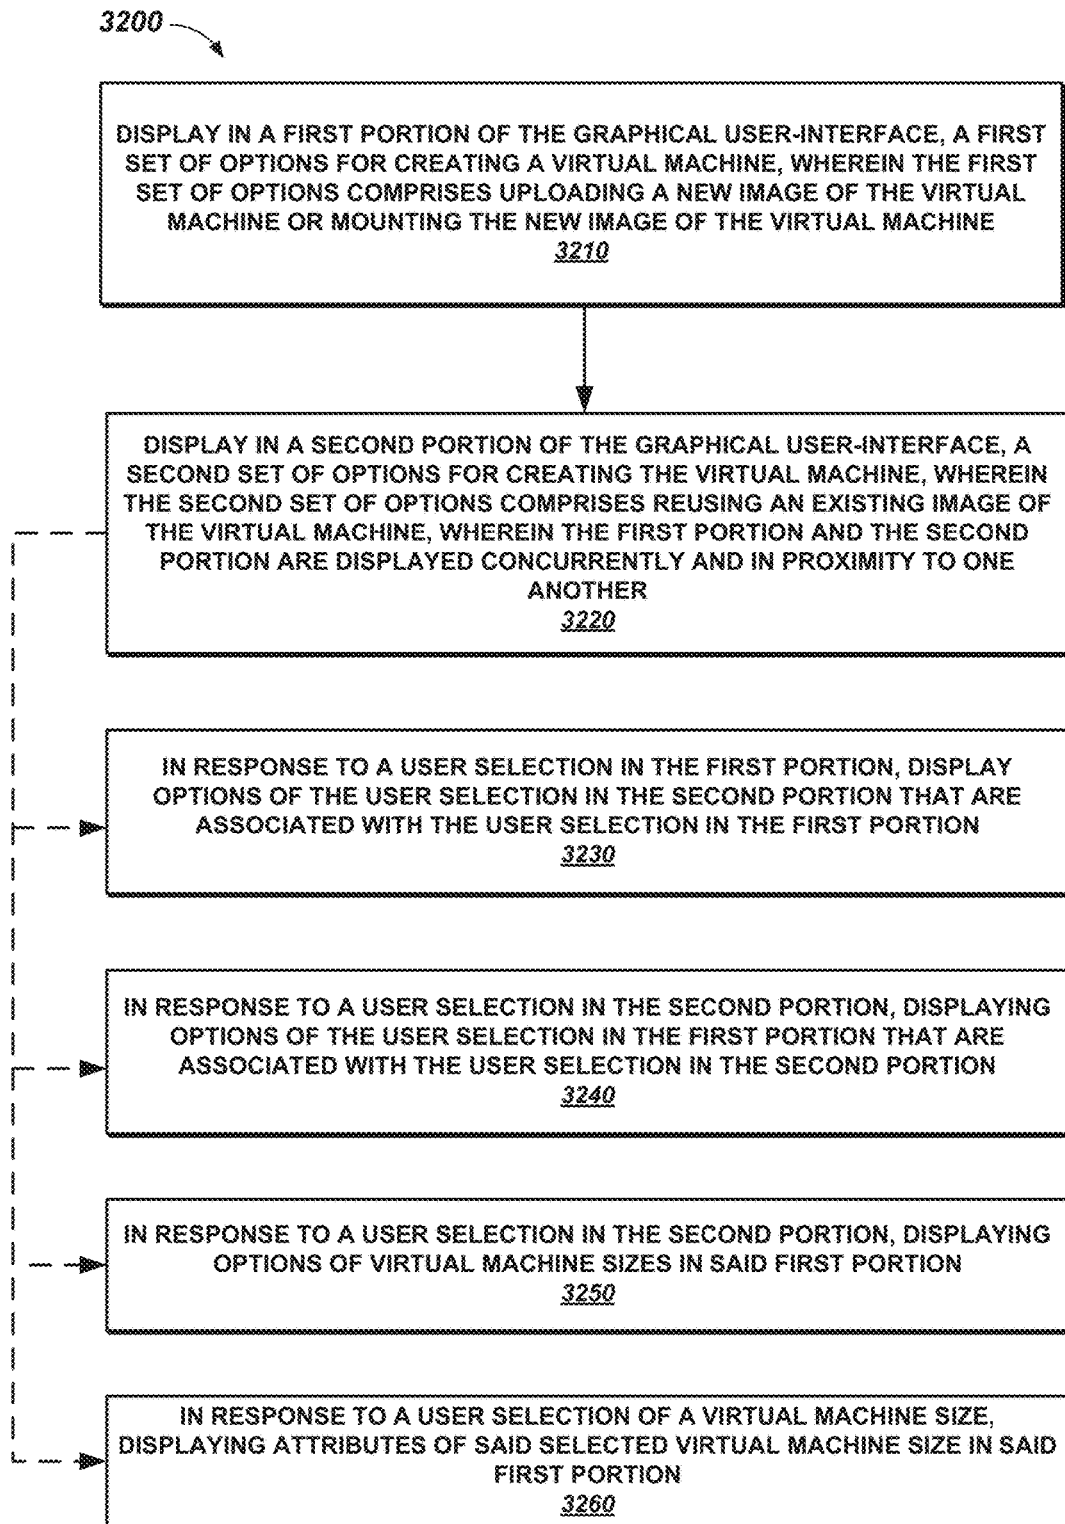 3200
DISPLAY IN A FIRST PORTION OF THE GRAPHICAL USER-INTERFACE, A FIRST
SET OF OPTIONS FOR CREATING A VIRTUAL MACHINE, WHEREIN THE FIRST
SET OF OPTIONS COMPRISES UPLOADING A NEW IMAGE OF THE VIRTUAL
MACHINE OR MOUNTING THE NEW IMAGE OF THE VIRTUAL MACHINE
3210
DISPLAY IN A SECOND PORTION OF THE GRAPHICAL USER-INTERFACE, A
SECOND SET OF OPTIONS FOR CREATING THE VIRTUAL MACHINE, WHEREIN
THE SECOND SET OF OPTIONS COMPRISES REUSING AN EXISTING IMAGE OF
THE VIRTUAL MACHINE, WHEREIN THE FIRST PORTION AND THE SECOND
PORTION ARE DISPLAYED CONCURRENTLY AND IN PROXIMITY TO ONE
ANOTHER
3220
IN RESPONSE TO A USER SELECTION IN THE FIRST PORTION, DISPLAY
OPTIONS OF THE USER SELECTION IN THE SECOND PORTION THAT ARE
ASSOCIATED WITH THE USER SELECTION IN THE FIRST PORTION
3230
IN RESPONSE TO A USER SELECTION IN THE SECOND PORTION, DISPLAYING
OPTIONS OF THE USER SELECTION IN THE FIRST PORTION THAT ARE
ASSOCIATED WITH THE USER SELECTION IN THE SECOND PORTION
3240
IN RESPONSE TO A USER SELECTION IN THE SECOND PORTION, DISPLAYING
OPTIONS OF VIRTUAL MACHINE SIZES IN SAID FIRST PORTION
3250
IN RESPONSE TO A USER SELECTION OF A VIRTUAL MACHINE SIZE,
DISPLAYING ATTRIBUTES OF SAID SELECTED VIRTUAL MACHINE SIZE IN SAID
FIRST PORTION
3260